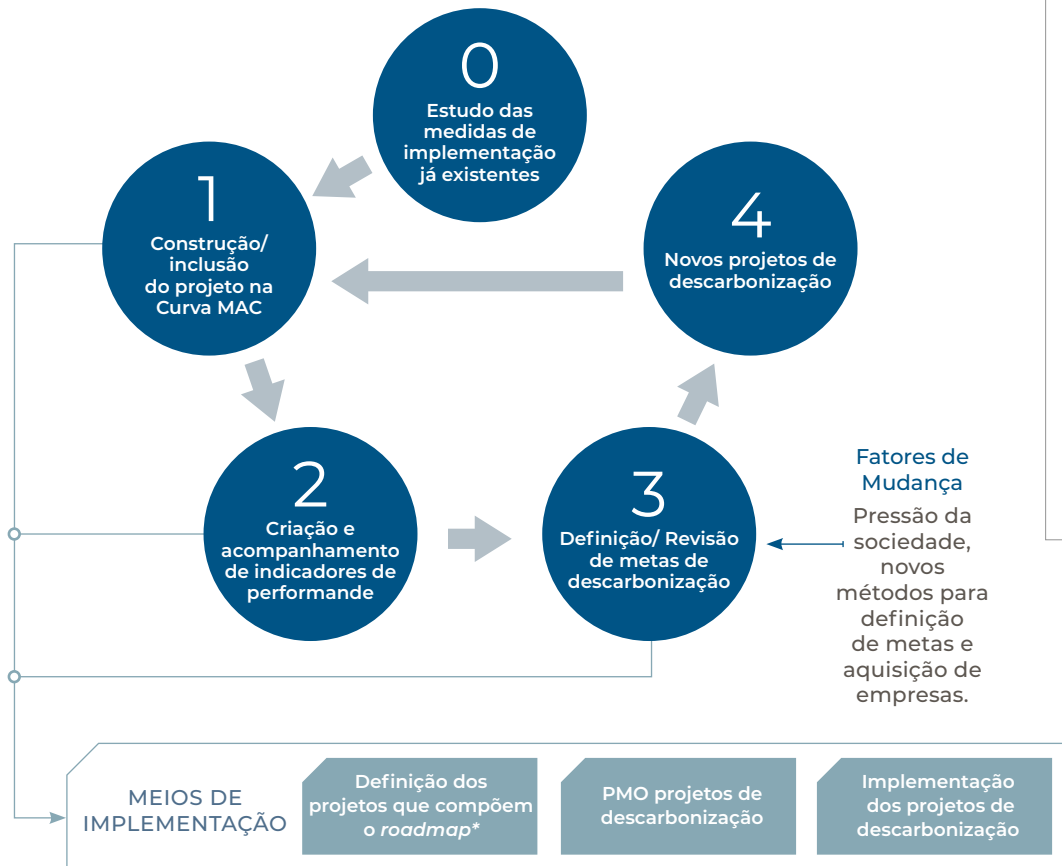 0
Estudo das
medidas de
implementação
já existentes
1
Construção/
inclusão
do projeto na
Curva MAC
4
Novos projetos de
descarbonização
2
Criação e
acompanhamento
de indicadores de
performande
3
Definição/ Revisão
de metas de
descarbonização
Fatores de
Mudança
Pressão da
sociedade,
novos
métodos para
definição
de metas e
aquisição de
empresas.
MEIOS DE
IMPLEMENTAÇÃO
Definição dos
projetos que compõem
o roadmap*
PMO projetos de
descarbonização
Implementação
dos projetos de
descarbonização